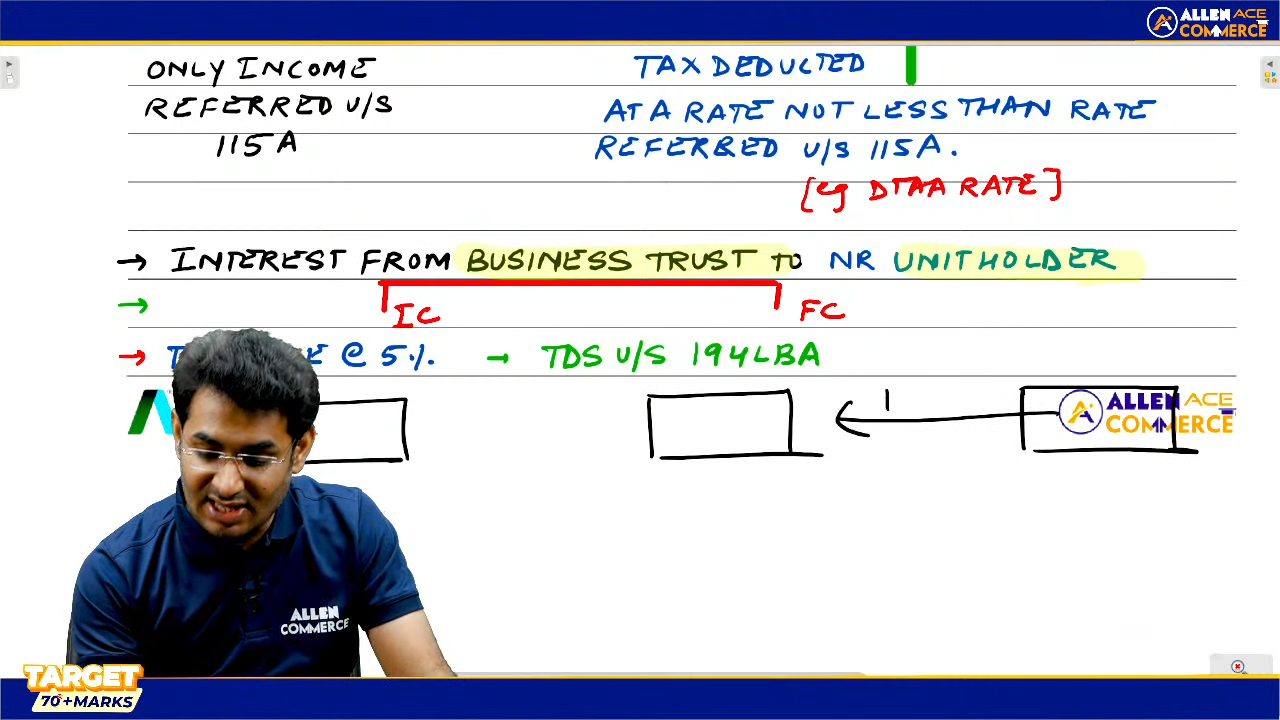 ALLEN ACE
COMMERCE
ONLY INCOME
REFERRED U/S
115A
TAX DEDUCTED
AT A RATE NOT LESS THAN RATE
REFERRED U/S 115A.
[eg DTAA RATE]
→ INTEREST FROM BUSINESS TRUST TO NR UNITHOLDER
→
IC FC
→ @ 5% → TDS U/S 194LBA
ALLEN ACE
COMMERCE
ALLEN
COMMERCE
TARGET
70+MARKS